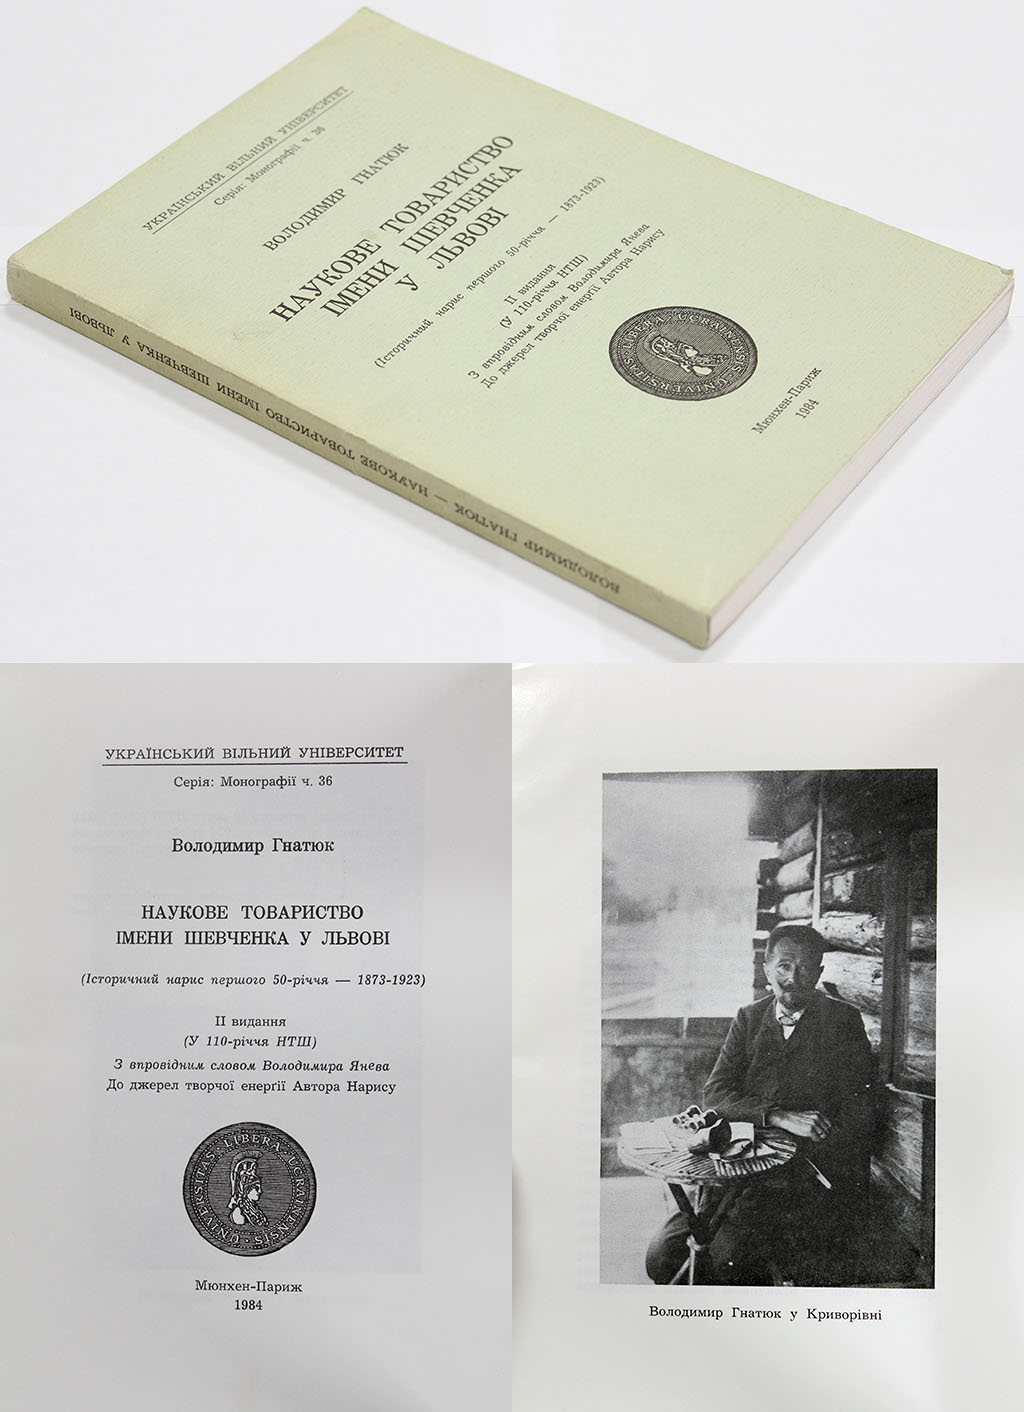 УКРАЇНСЬКИЙ ВІЛЬНИЙ УНІВЕРСИТЕТ
Серія: Монографії ч. 36
ВОЛОДИМИР ГНАТЮК
НАУКОВЕ ТОВАРИСТВО
ІМЕНИ ШЕВЧЕНКА
У ЛЬВОВІ
(Історичний нарис першого 50-річчя — 1873-1923)
II видання
(У 110-річчя НТШ)
З впровідним словом Володимира Янева
До джерел творчої енергії Автора Нарису
UNIVERSITAS · LIBERA · UCRAINENSIS
Мюнхен-Париж
1984
ВОЛОДИМИР ГНАТЮК — НАУКОВЕ ТОВАРИСТВО ІМЕНИ ШЕВЧЕНКА У ЛЬВОВІ
УКРАЇНСЬКИЙ ВІЛЬНИЙ УНІВЕРСИТЕТ
Серія: Монографії ч. 36
Володимир Гнатюк
НАУКОВЕ ТОВАРИСТВО
ІМЕНИ ШЕВЧЕНКА У ЛЬВОВІ
(Історичний нарис першого 50-річчя — 1873-1923)
II видання
(У 110-річчя НТШ)
З впровідним словом Володимира Янева
До джерел творчої енерґії Автора Нарису
UNIVERSITAS · LIBERA · UCRAINENSIS
Мюнхен-Париж
1984
Володимир Гнатюк у Криворівні